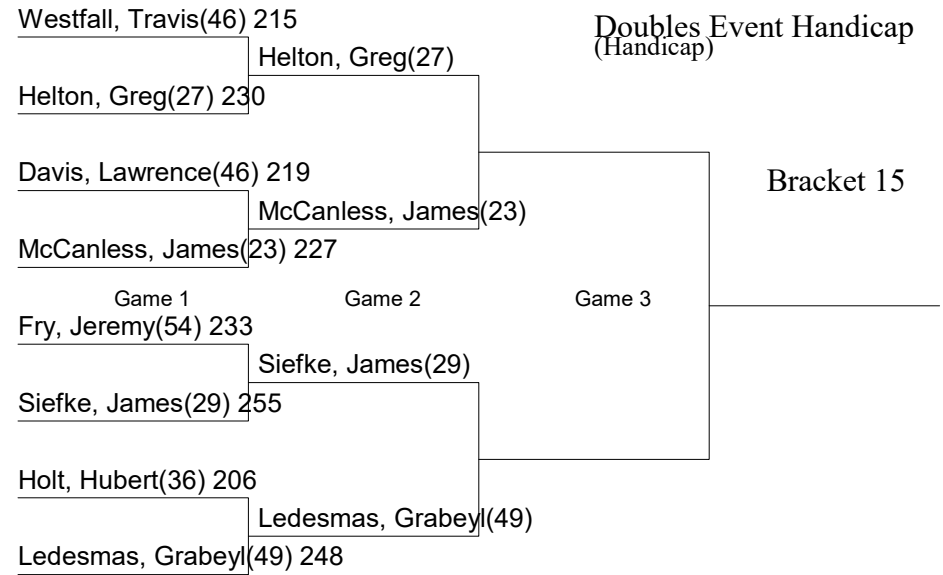 Westfall, Travis(46) 215
Doubles Event Handicap
(Handicap)
Helton, Greg(27)
Helton, Greg(27) 230
Davis, Lawrence(46) 219
Bracket 15
McCanless, James(23)
McCanless, James(23) 227
Game 1 Game 2 Game 3
Fry, Jeremy(54) 233
Siefke, James(29)
Siefke, James(29) 255
Holt, Hubert(36) 206
Ledesmas, Grabeyl(49)
Ledesmas, Grabeyl(49) 248